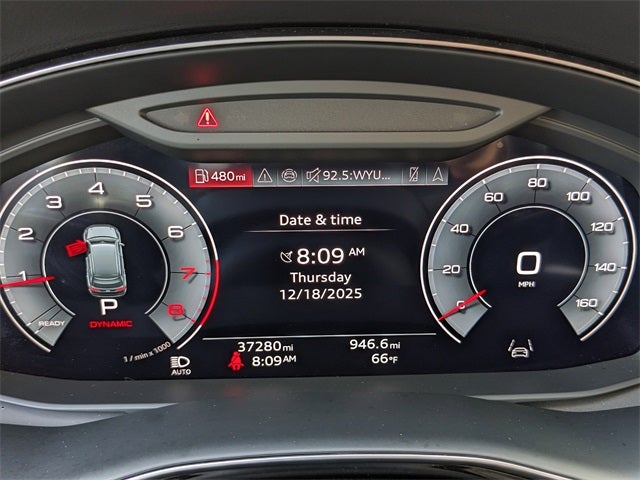 480mi 92.5:WYU...
Date & time
8:09 AM
Thursday
12/18/2025
37280mi 946.6mi
8:09AM 66°F
1 2 3 4 5 6 7 8
READY
P
DYNAMIC
1 / min x 1000
AUTO
0 20 40 60 80 100 120 140 160
0
MPH